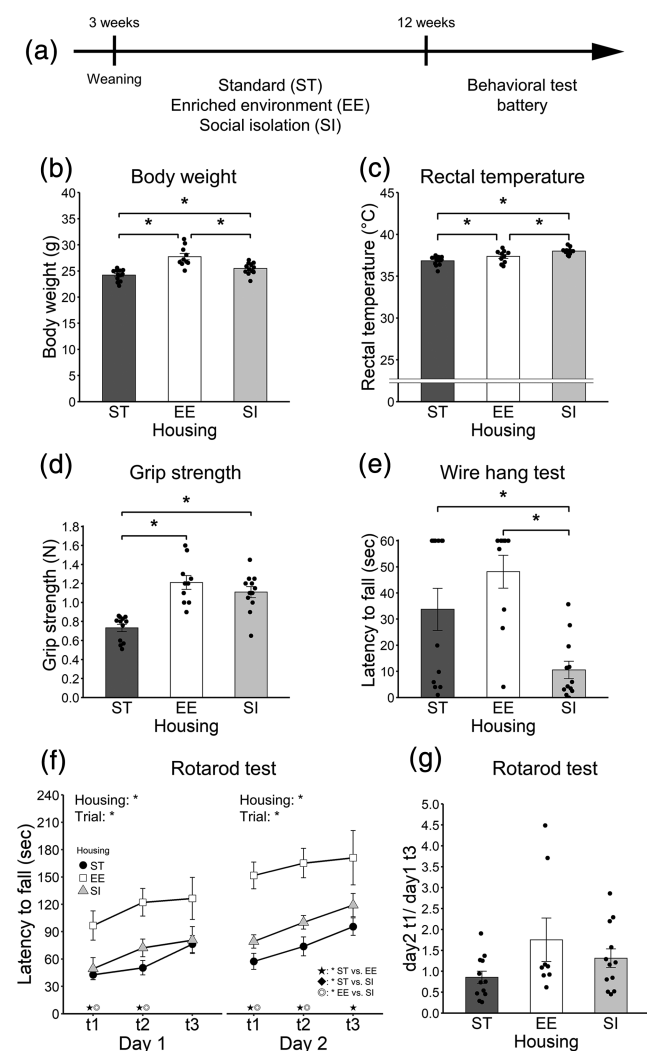 (a)
3 weeks
12 weeks
Weaning
Standard (ST)
Enriched environment (EE)
Social isolation (SI)
Behavioral test
battery
(b)
Body weight
Body weight (g)
40
35
30
25
20
15
10
5
0
*
*
*
ST
EE
SI
Housing
(c)
Rectal temperature
Rectal temperature (°C)
45
40
35
30
25
0
*
*
*
ST
EE
SI
Housing
(d)
Grip strength
Grip strength (N)
1.8
1.6
1.4
1.2
1.0
0.8
0.6
0.4
0.2
0.0
*
*
ST
EE
SI
Housing
(e)
Wire hang test
Latency to fall (sec)
60
50
40
30
20
10
0
*
*
ST
EE
SI
Housing
(f)
Rotarod test
Latency to fall (sec)
240
210
180
150
120
90
60
30
0
Housing: *
Trial: *
Housing: *
Trial: *
Housing
ST
EE
SI
★: * ST vs. EE
◆: * ST vs. SI
◎: * EE vs. SI
★◎ ★◎ ★◎ ★◎ ★
t1 t2 t3 t1 t2 t3
Day 1 Day 2
(g)
Rotarod test
day2 t1/ day1 t3
5.0
4.5
4.0
3.5
3.0
2.5
2.0
1.5
1.0
0.5
0.0
ST
EE
SI
Housing